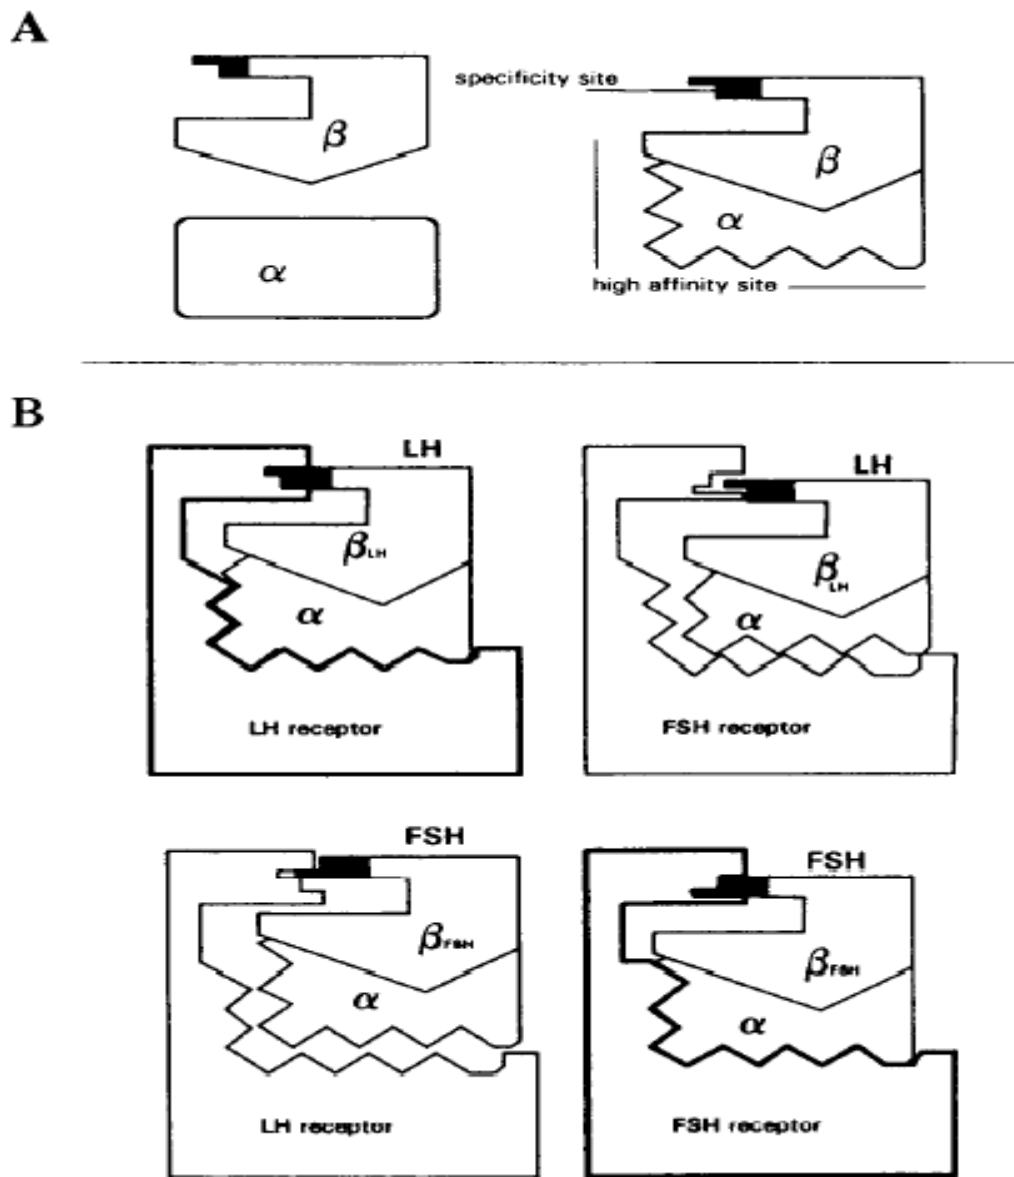 A
specificity site
β
β
α
α
high affinity site
B
LH
LH
βLH
βLH
α
α
LH receptor
FSH receptor
FSH
FSH
βFSH
βFSH
α
α
LH receptor
FSH receptor